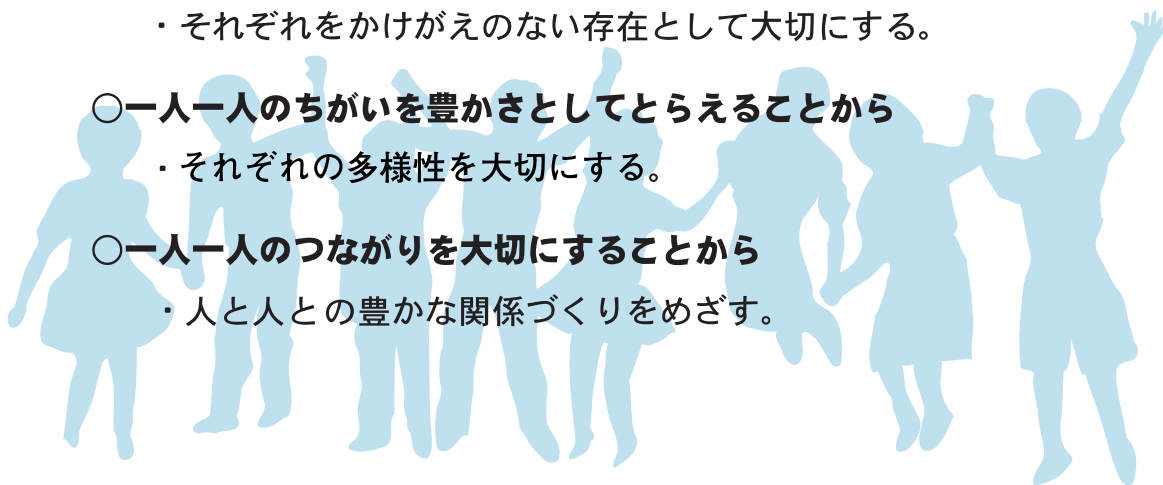 ・それぞれをかけがえのない存在として大切にする。
○一人一人のちがいを豊かさとしてとらえることから
・それぞれの多様性を大切にする。
○一人一人のつながりを大切にすることから
・人と人との豊かな関係づくりをめざす。